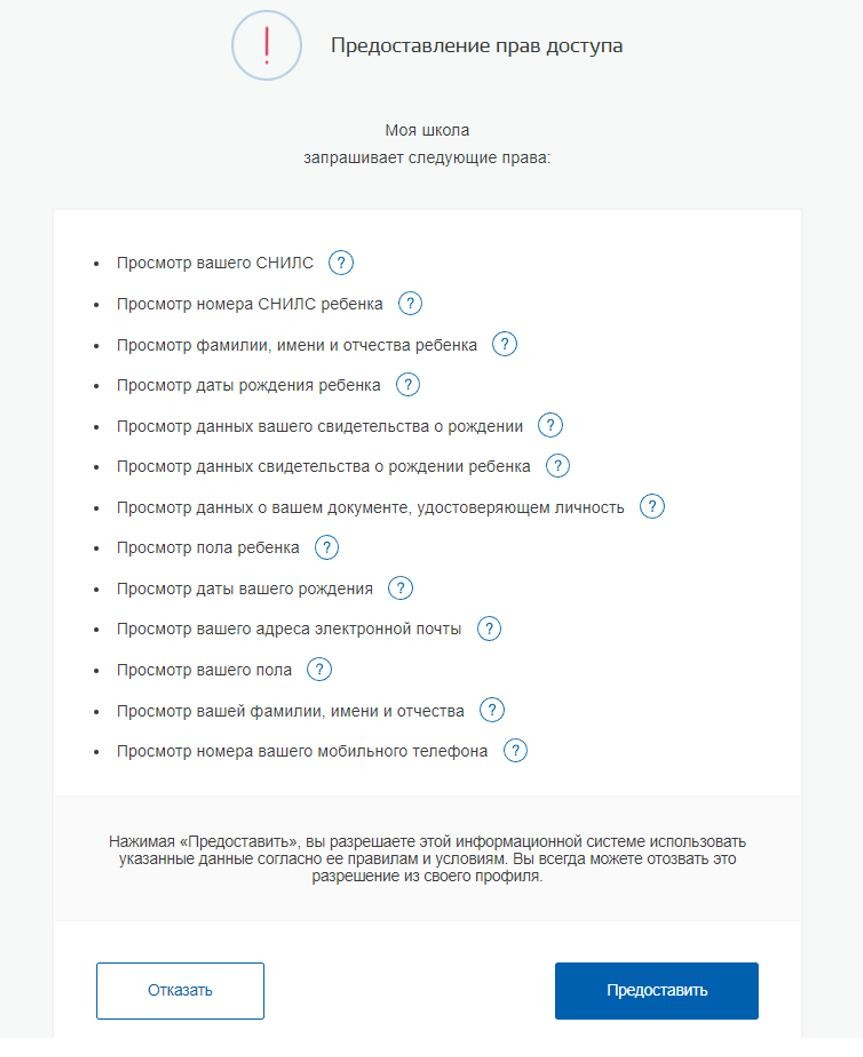 !
Предоставление прав доступа
Моя школа
запрашивает следующие права:
• Просмотр вашего СНИЛС ?
• Просмотр номера СНИЛС ребенка ?
• Просмотр фамилии, имени и отчества ребенка ?
• Просмотр даты рождения ребенка ?
• Просмотр данных вашего свидетельства о рождении ?
• Просмотр данных свидетельства о рождении ребенка ?
• Просмотр данных о вашем документе, удостоверяющем личность ?
• Просмотр пола ребенка ?
• Просмотр даты вашего рождения ?
• Просмотр вашего адреса электронной почты ?
• Просмотр вашего пола ?
• Просмотр вашей фамилии, имени и отчества ?
• Просмотр номера вашего мобильного телефона ?
Нажимая «Предоставить», вы разрешаете этой информационной системе использовать
указанные данные согласно ее правилам и условиям. Вы всегда можете отозвать это
разрешение из своего профиля.
Отказать
Предоставить